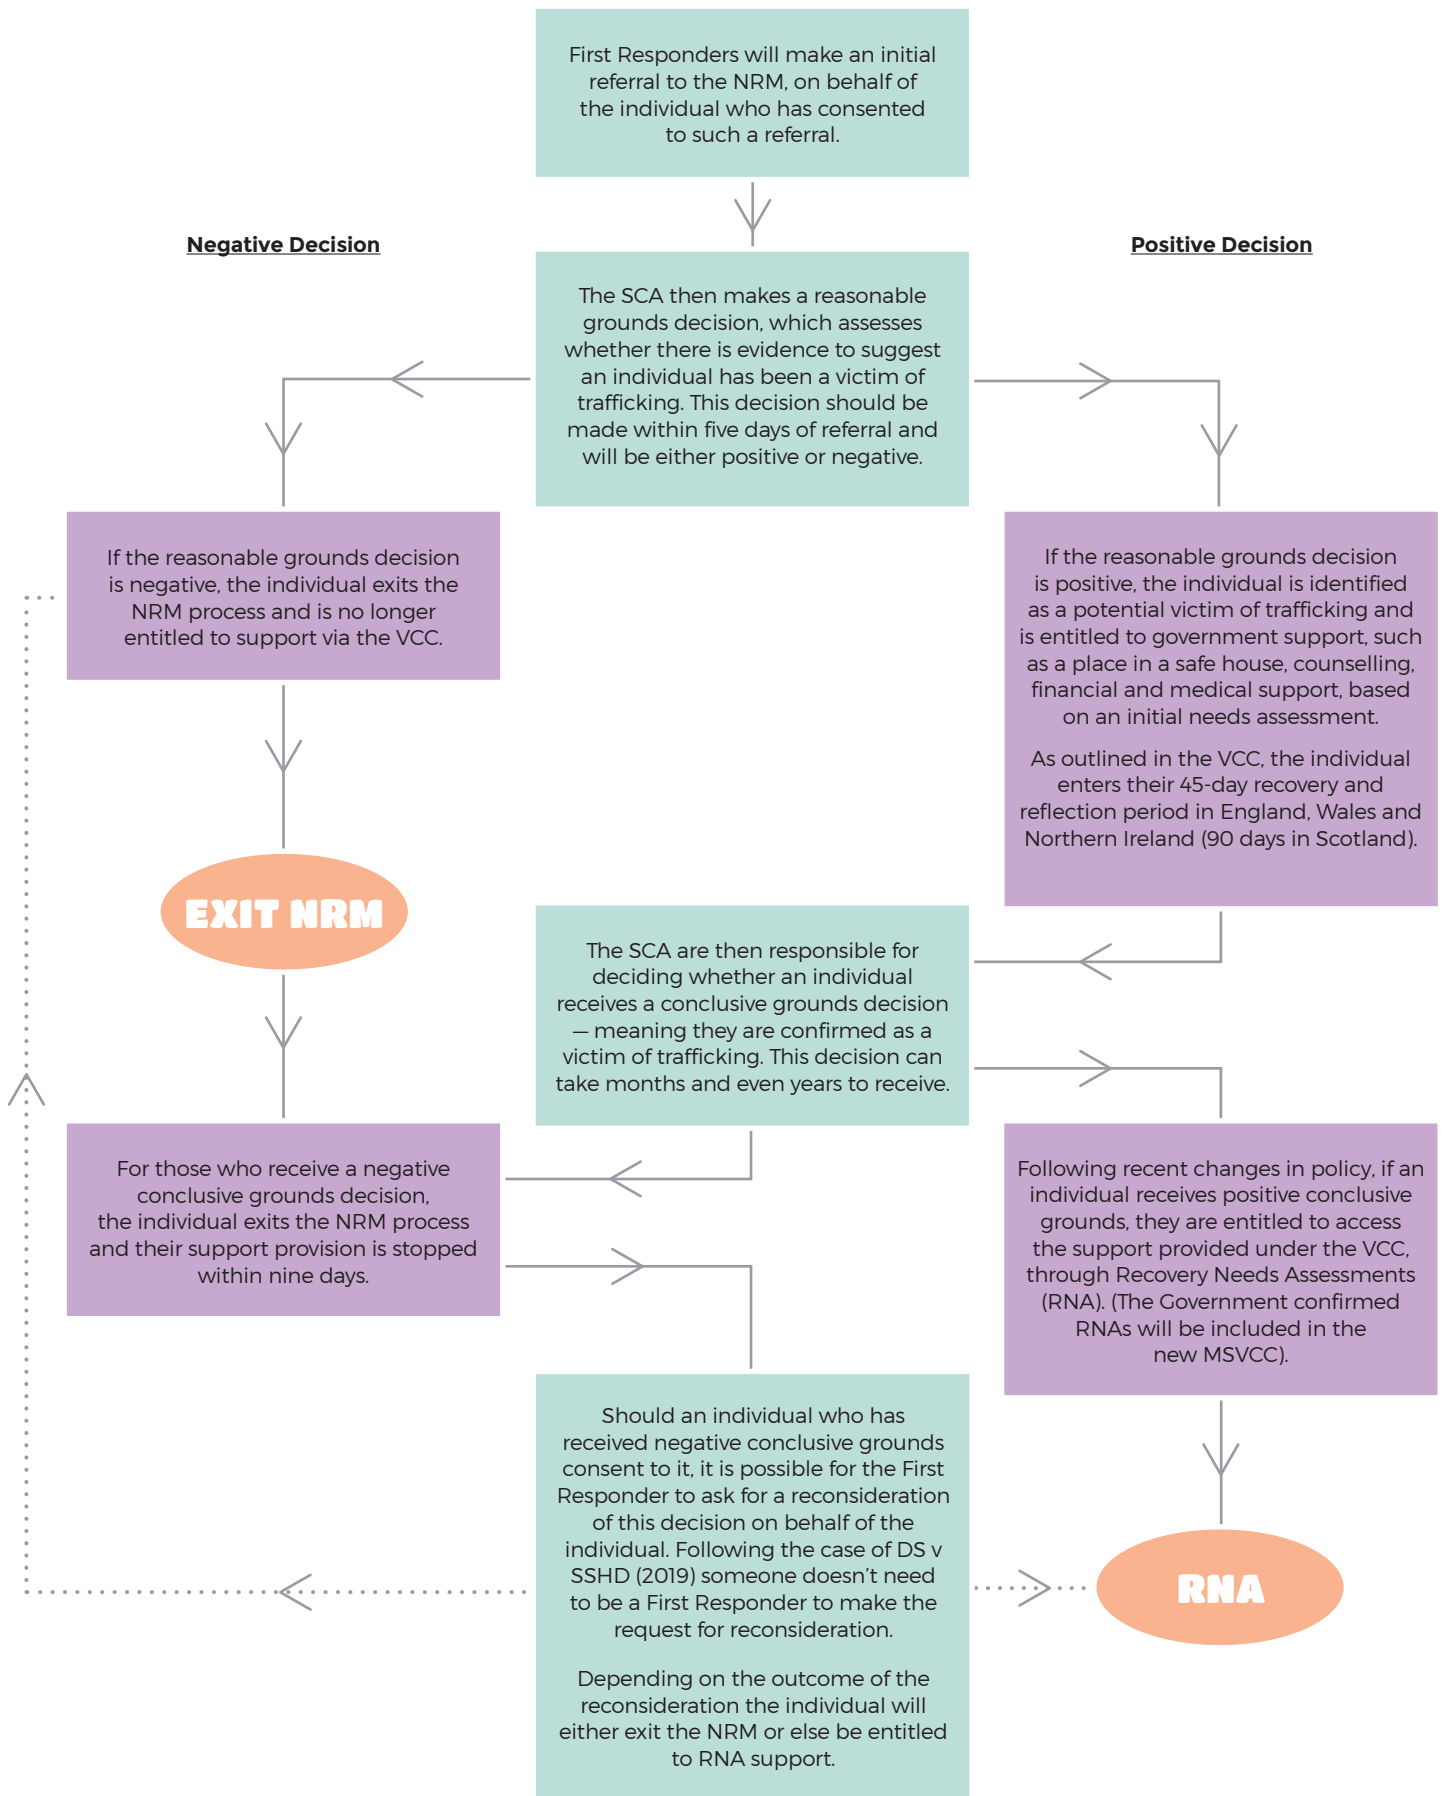 First Responders will make an initial
referral to the NRM, on behalf of
the individual who has consented
to such a referral.
Negative Decision
Positive Decision
The SCA then makes a reasonable
grounds decision, which assesses
whether there is evidence to suggest
an individual has been a victim of
trafficking. This decision should be
made within five days of referral and
will be either positive or negative.
If the reasonable grounds decision
is negative, the individual exits the
NRM process and is no longer
entitled to support via the VCC.
If the reasonable grounds decision
is positive, the individual is identified
as a potential victim of trafficking and
is entitled to government support, such
as a place in a safe house, counselling,
financial and medical support, based
on an initial needs assessment.
As outlined in the VCC, the individual
enters their 45-day recovery and
reflection period in England, Wales and
Northern Ireland (90 days in Scotland).
EXIT NRM
The SCA are then responsible for
deciding whether an individual
receives a conclusive grounds decision
— meaning they are confirmed as a
victim of trafficking. This decision can
take months and even years to receive.
For those who receive a negative
conclusive grounds decision,
the individual exits the NRM process
and their support provision is stopped
within nine days.
Following recent changes in policy, if an
individual receives positive conclusive
grounds, they are entitled to access
the support provided under the VCC,
through Recovery Needs Assessments
(RNA). (The Government confirmed
RNAs will be included in the
new MSVCC).
Should an individual who has
received negative conclusive grounds
consent to it, it is possible for the First
Responder to ask for a reconsideration
of this decision on behalf of the
individual. Following the case of DS v
SSHD (2019) someone doesn’t need
to be a First Responder to make the
request for reconsideration.
Depending on the outcome of the
reconsideration the individual will
either exit the NRM or else be entitled
to RNA support.
RNA